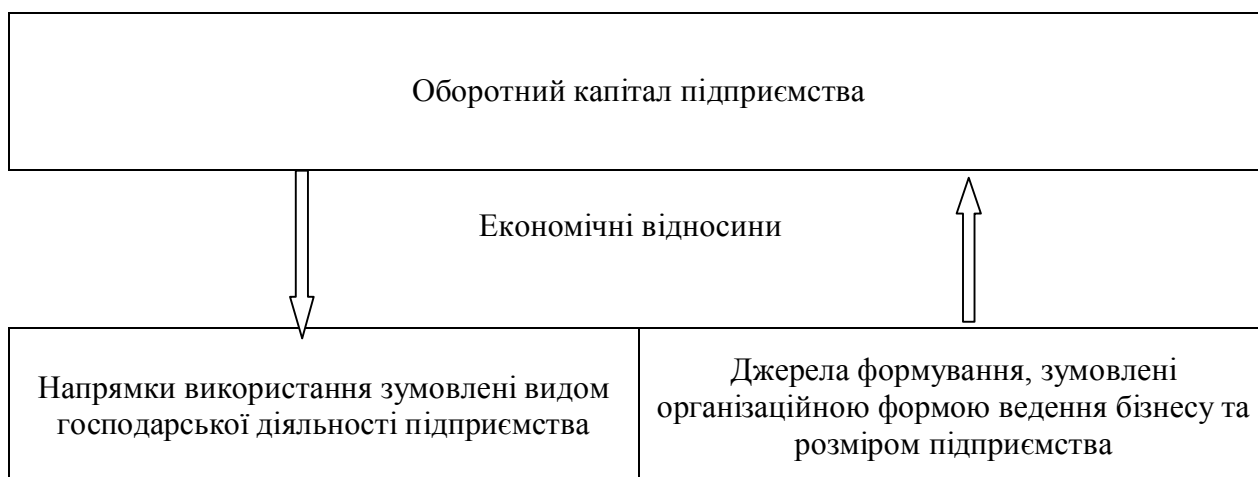 Оборотний капітал підприємства
Економічні відносини
Напрямки використання зумовлені видом
господарської діяльності підприємства
Джерела формування, зумовлені
організаційною формою ведення бізнесу та
розміром підприємства